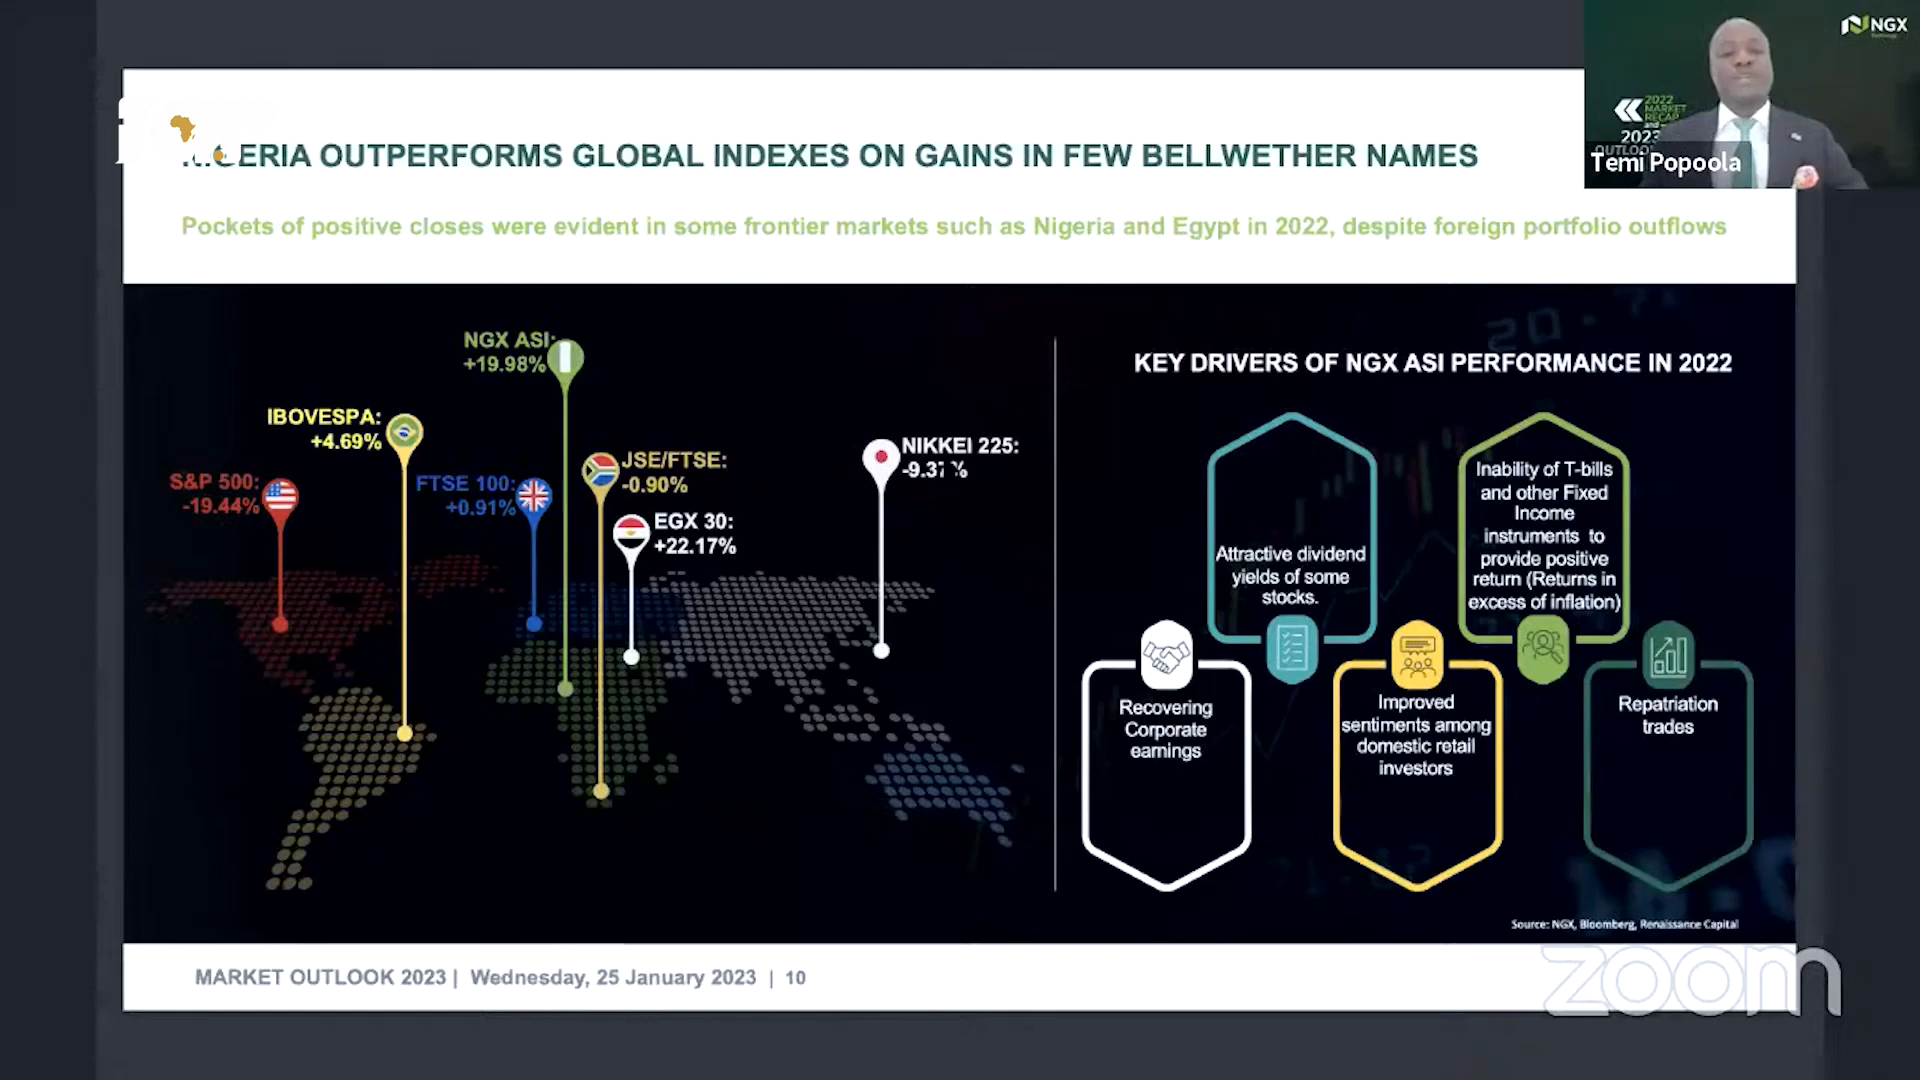 NGX
2022
MARKET
RECAP
and
2023
OUTLOOK
Temi Popoola
NIGERIA OUTPERFORMS GLOBAL INDEXES ON GAINS IN FEW BELLWETHER NAMES
Pockets of positive closes were evident in some frontier markets such as Nigeria and Egypt in 2022, despite foreign portfolio outflows
NGX ASI:
+19.98%
IBOVESPA:
+4.69%
S&P 500:
-19.44%
FTSE 100:
+0.91%
JSE/FTSE:
-0.90%
EGX 30:
+22.17%
NIKKEI 225:
-9.37%
KEY DRIVERS OF NGX ASI PERFORMANCE IN 2022
Recovering
Corporate
earnings
Attractive dividend
yields of some
stocks.
Improved
sentiments among
domestic retail
investors
Inability of T-bills
and other Fixed
Income
instruments to
provide positive
return (Returns in
excess of inflation)
Repatriation
trades
Source: NGX, Bloomberg, Renaissance Capital
MARKET OUTLOOK 2023 | Wednesday, 25 January 2023 | 10
zoom